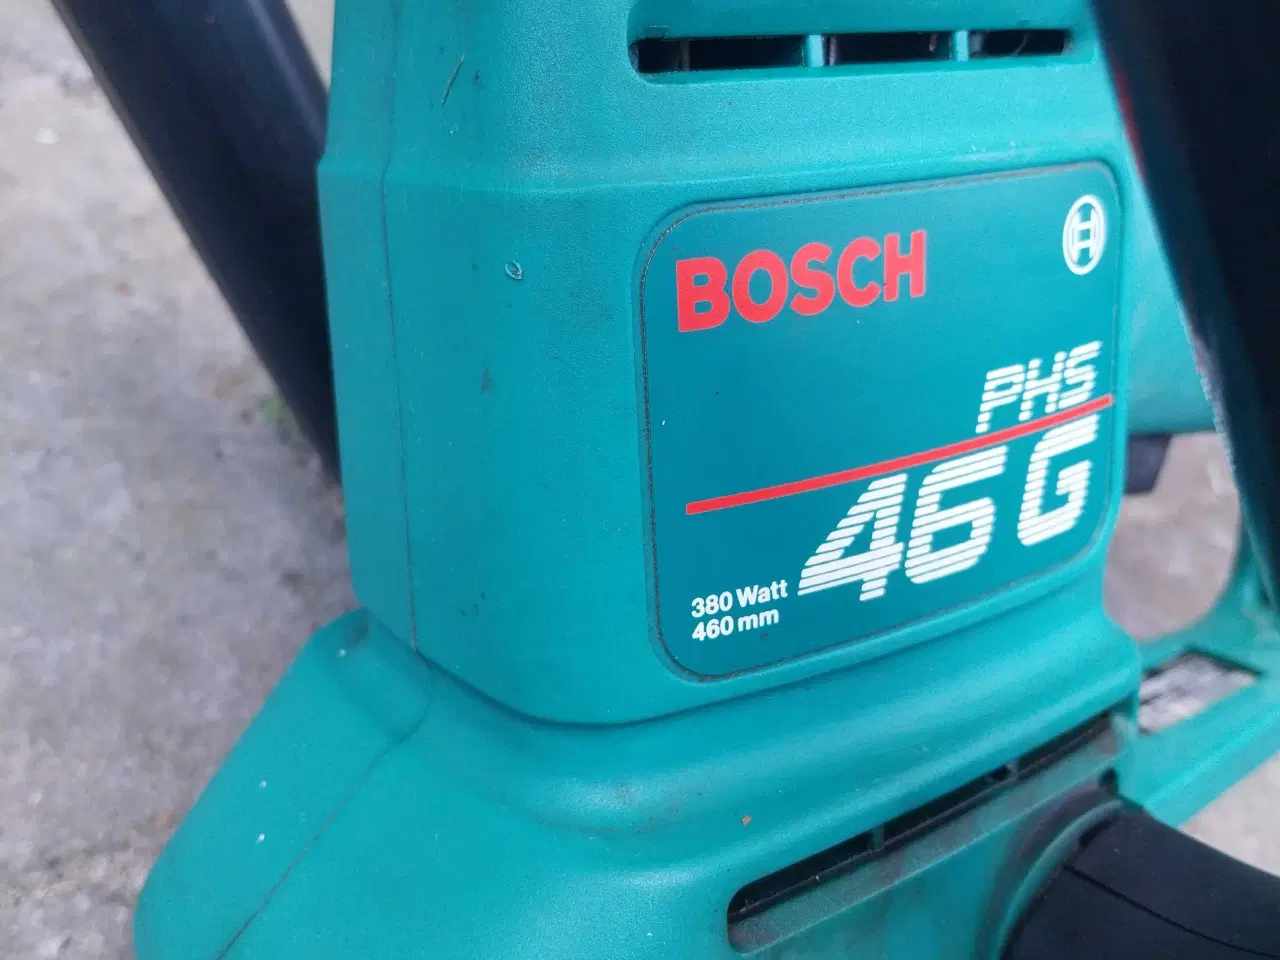 BOSCH
PHS
46 G
380 Watt
460 mm